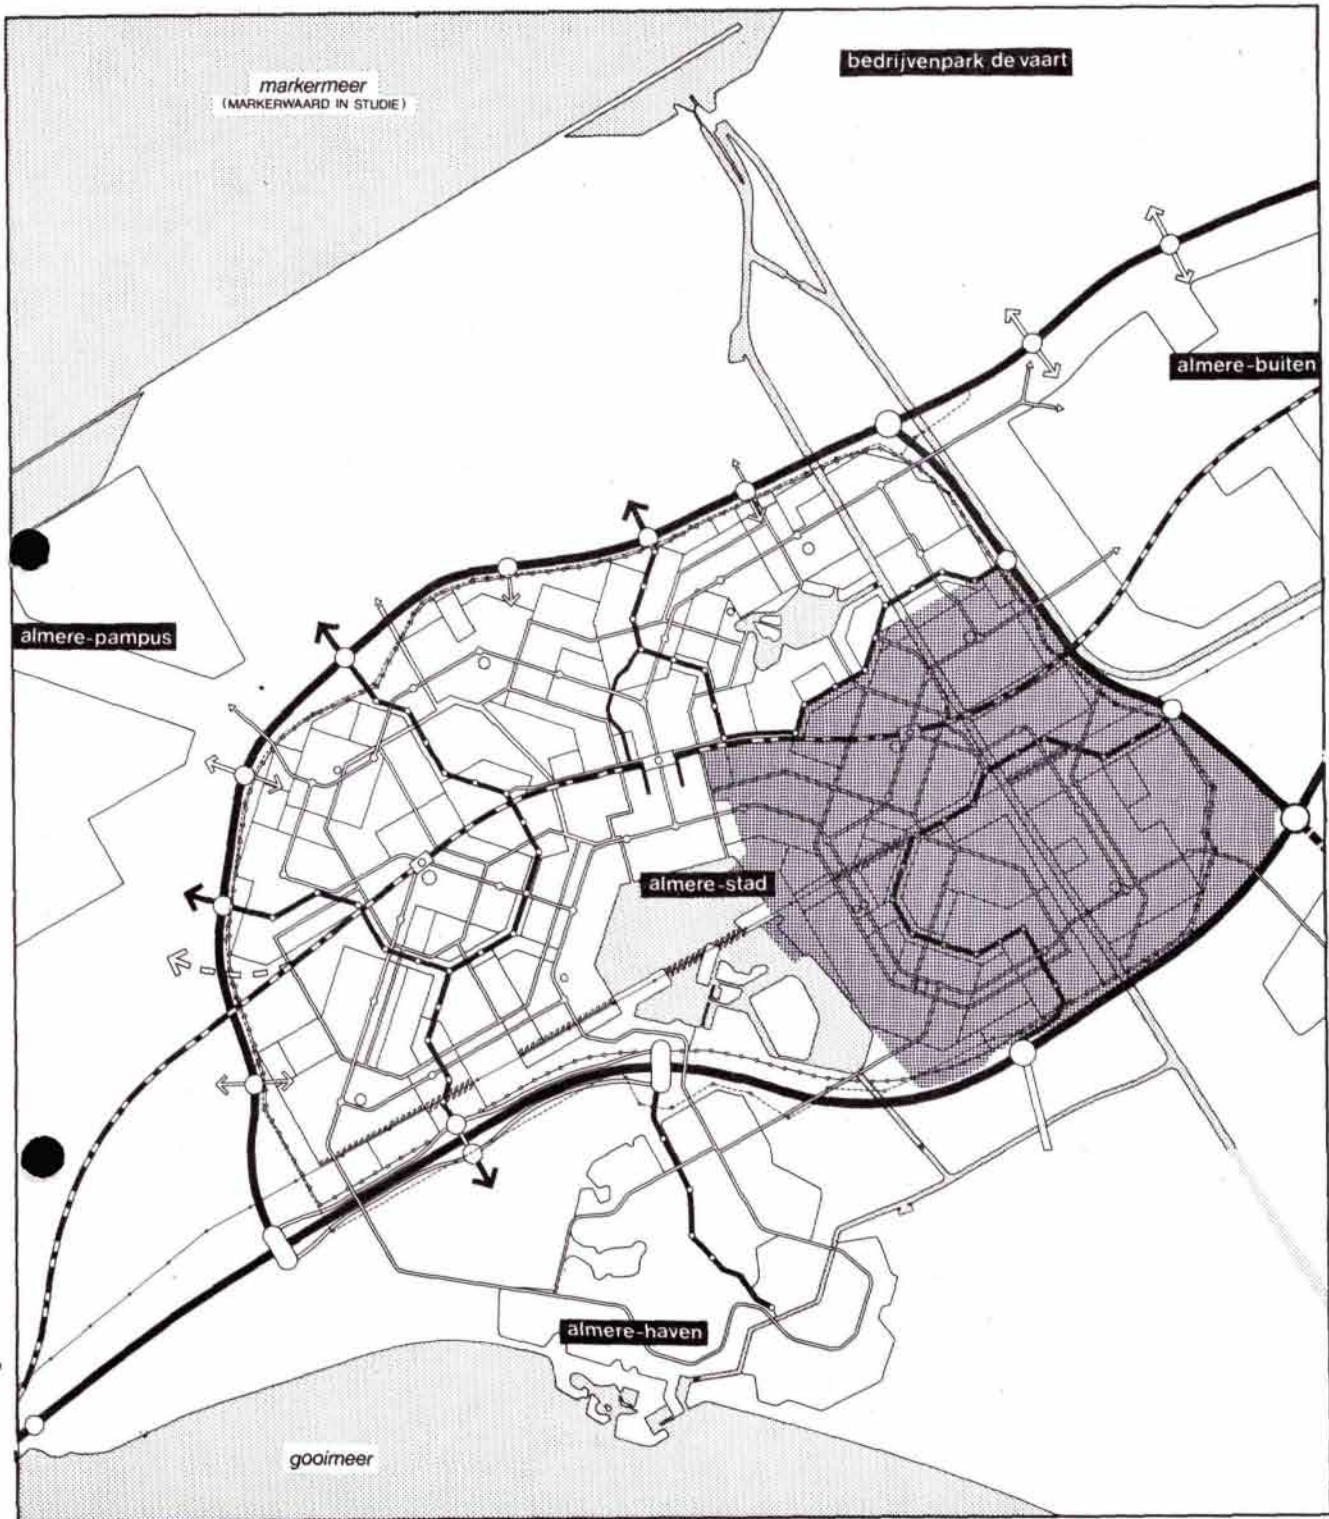 markermeer
(MARKERWAARD IN STUDIE)
bedrijvenpark de vaart
almere-buiten
almere-pampus
almere-stad
almere-haven
gooimeer